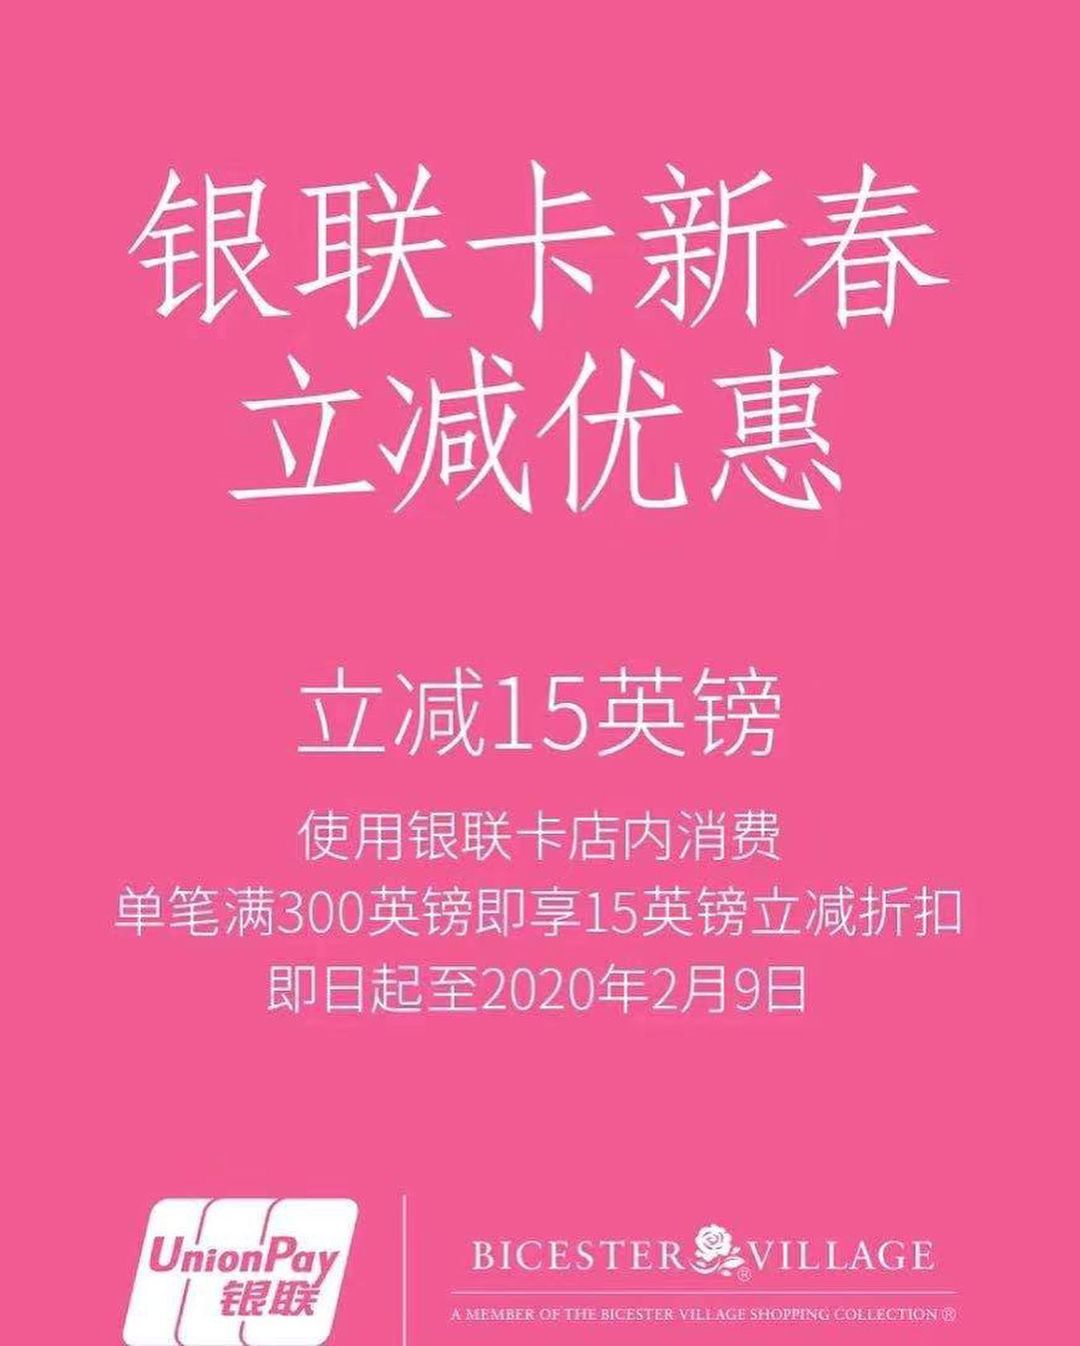 银联卡新春
立减优惠
立减15英镑
使用银联卡店内消费
单笔满300英镑即享15英镑立减折扣
即日起至2020年2月9日
UnionPay
银联
BICESTER VILLAGE ®
A MEMBER OF THE BICESTER VILLAGE SHOPPING COLLECTION ®